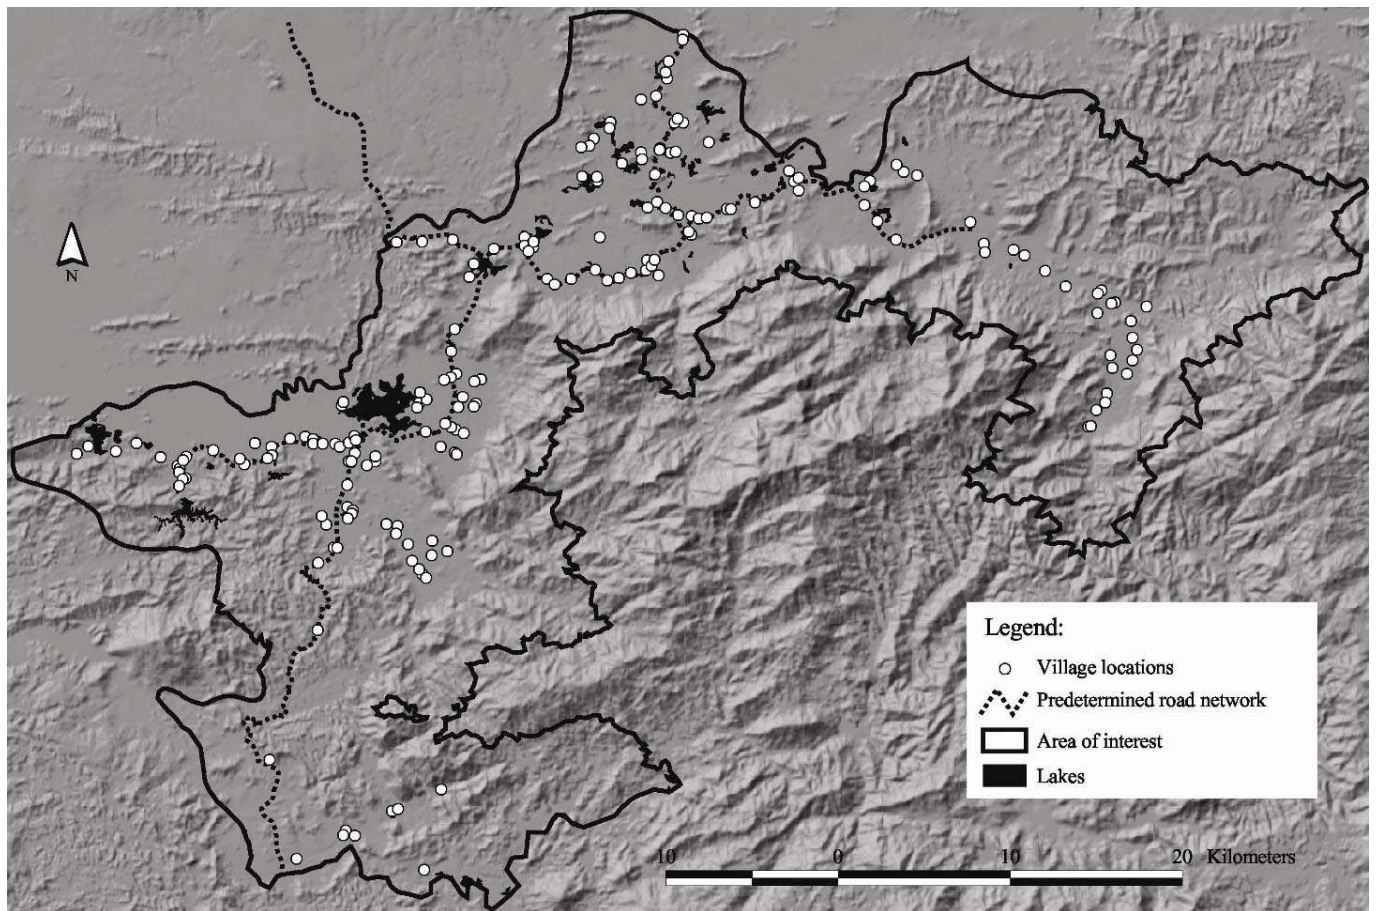 N
Legend:
Village locations
Predetermined road network
Area of interest
Lakes
10 0 10 20 Kilometers